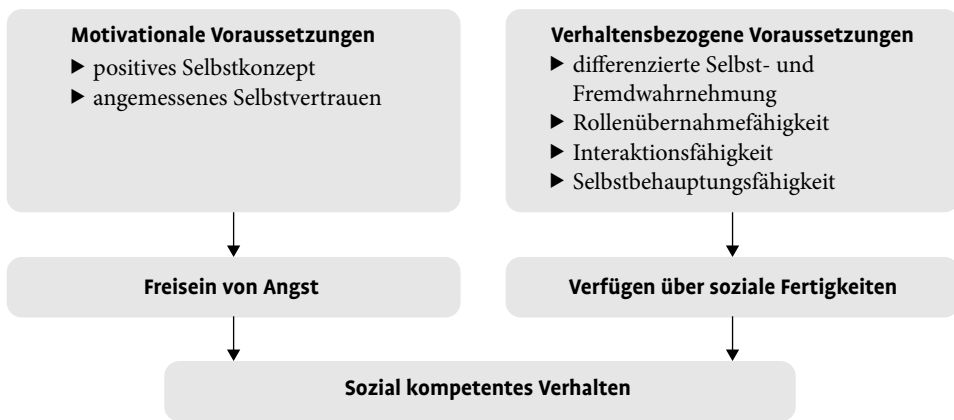 Motivationale Voraussetzungen
▶ positives Selbstkonzept
▶ angemessenes Selbstvertrauen
Verhaltensbezogene Voraussetzungen
▶ differenzierte Selbst- und
Fremdwahrnehmung
▶ Rollenübernahmefähigkeit
▶ Interaktionsfähigkeit
▶ Selbstbehauptungsfähigkeit
Freisein von Angst
Verfügen über soziale Fertigkeiten
Sozial kompetentes Verhalten